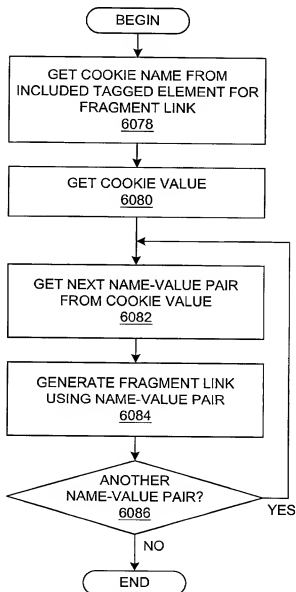 BEGIN
GET COOKIE NAME FROM
INCLUDED TAGGED ELEMENT FOR
FRAGMENT LINK
6078
GET COOKIE VALUE
6080
GET NEXT NAME-VALUE PAIR
FROM COOKIE VALUE
6082
GENERATE FRAGMENT LINK
USING NAME-VALUE PAIR
6084
ANOTHER
NAME-VALUE PAIR?
6086
YES
NO
END